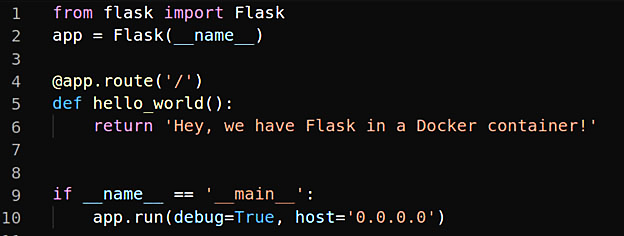 1 from flask import Flask
2 app = Flask(__name__)
3
4 @app.route('/')
5 def hello_world():
6     return 'Hey, we have Flask in a Docker container!'
7
8
9 if __name__ == '__main__':
10     app.run(debug=True, host='0.0.0.0')